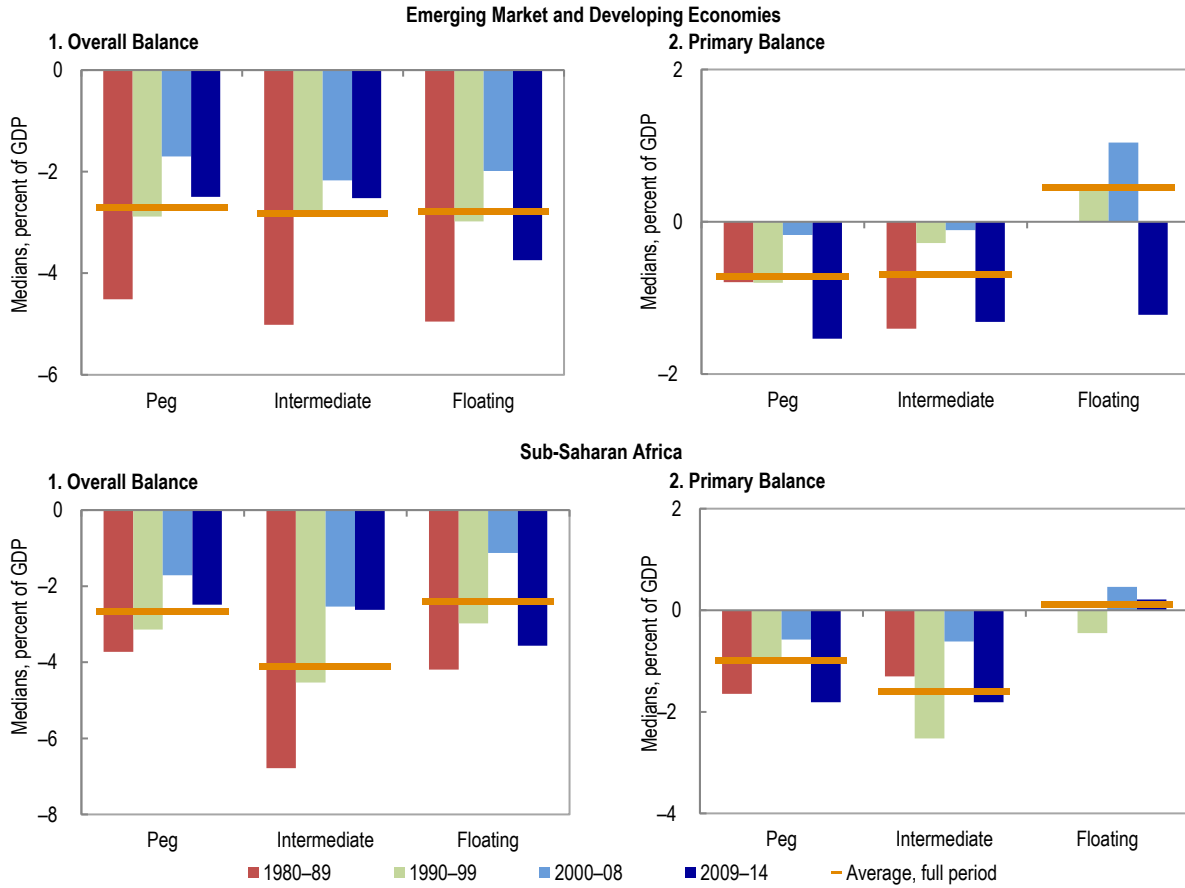 Emerging Market and Developing Economies
1. Overall Balance
Medians, percent of GDP
0
–2
–4
–6
Peg Intermediate Floating
2. Primary Balance
Medians, percent of GDP
2
0
–2
Peg Intermediate Floating
Sub-Saharan Africa
1. Overall Balance
Medians, percent of GDP
0
–2
–4
–6
–8
Peg Intermediate Floating
2. Primary Balance
Medians, percent of GDP
2
0
–2
–4
Peg Intermediate Floating
1980–89 1990–99 2000–08 2009–14 Average, full period